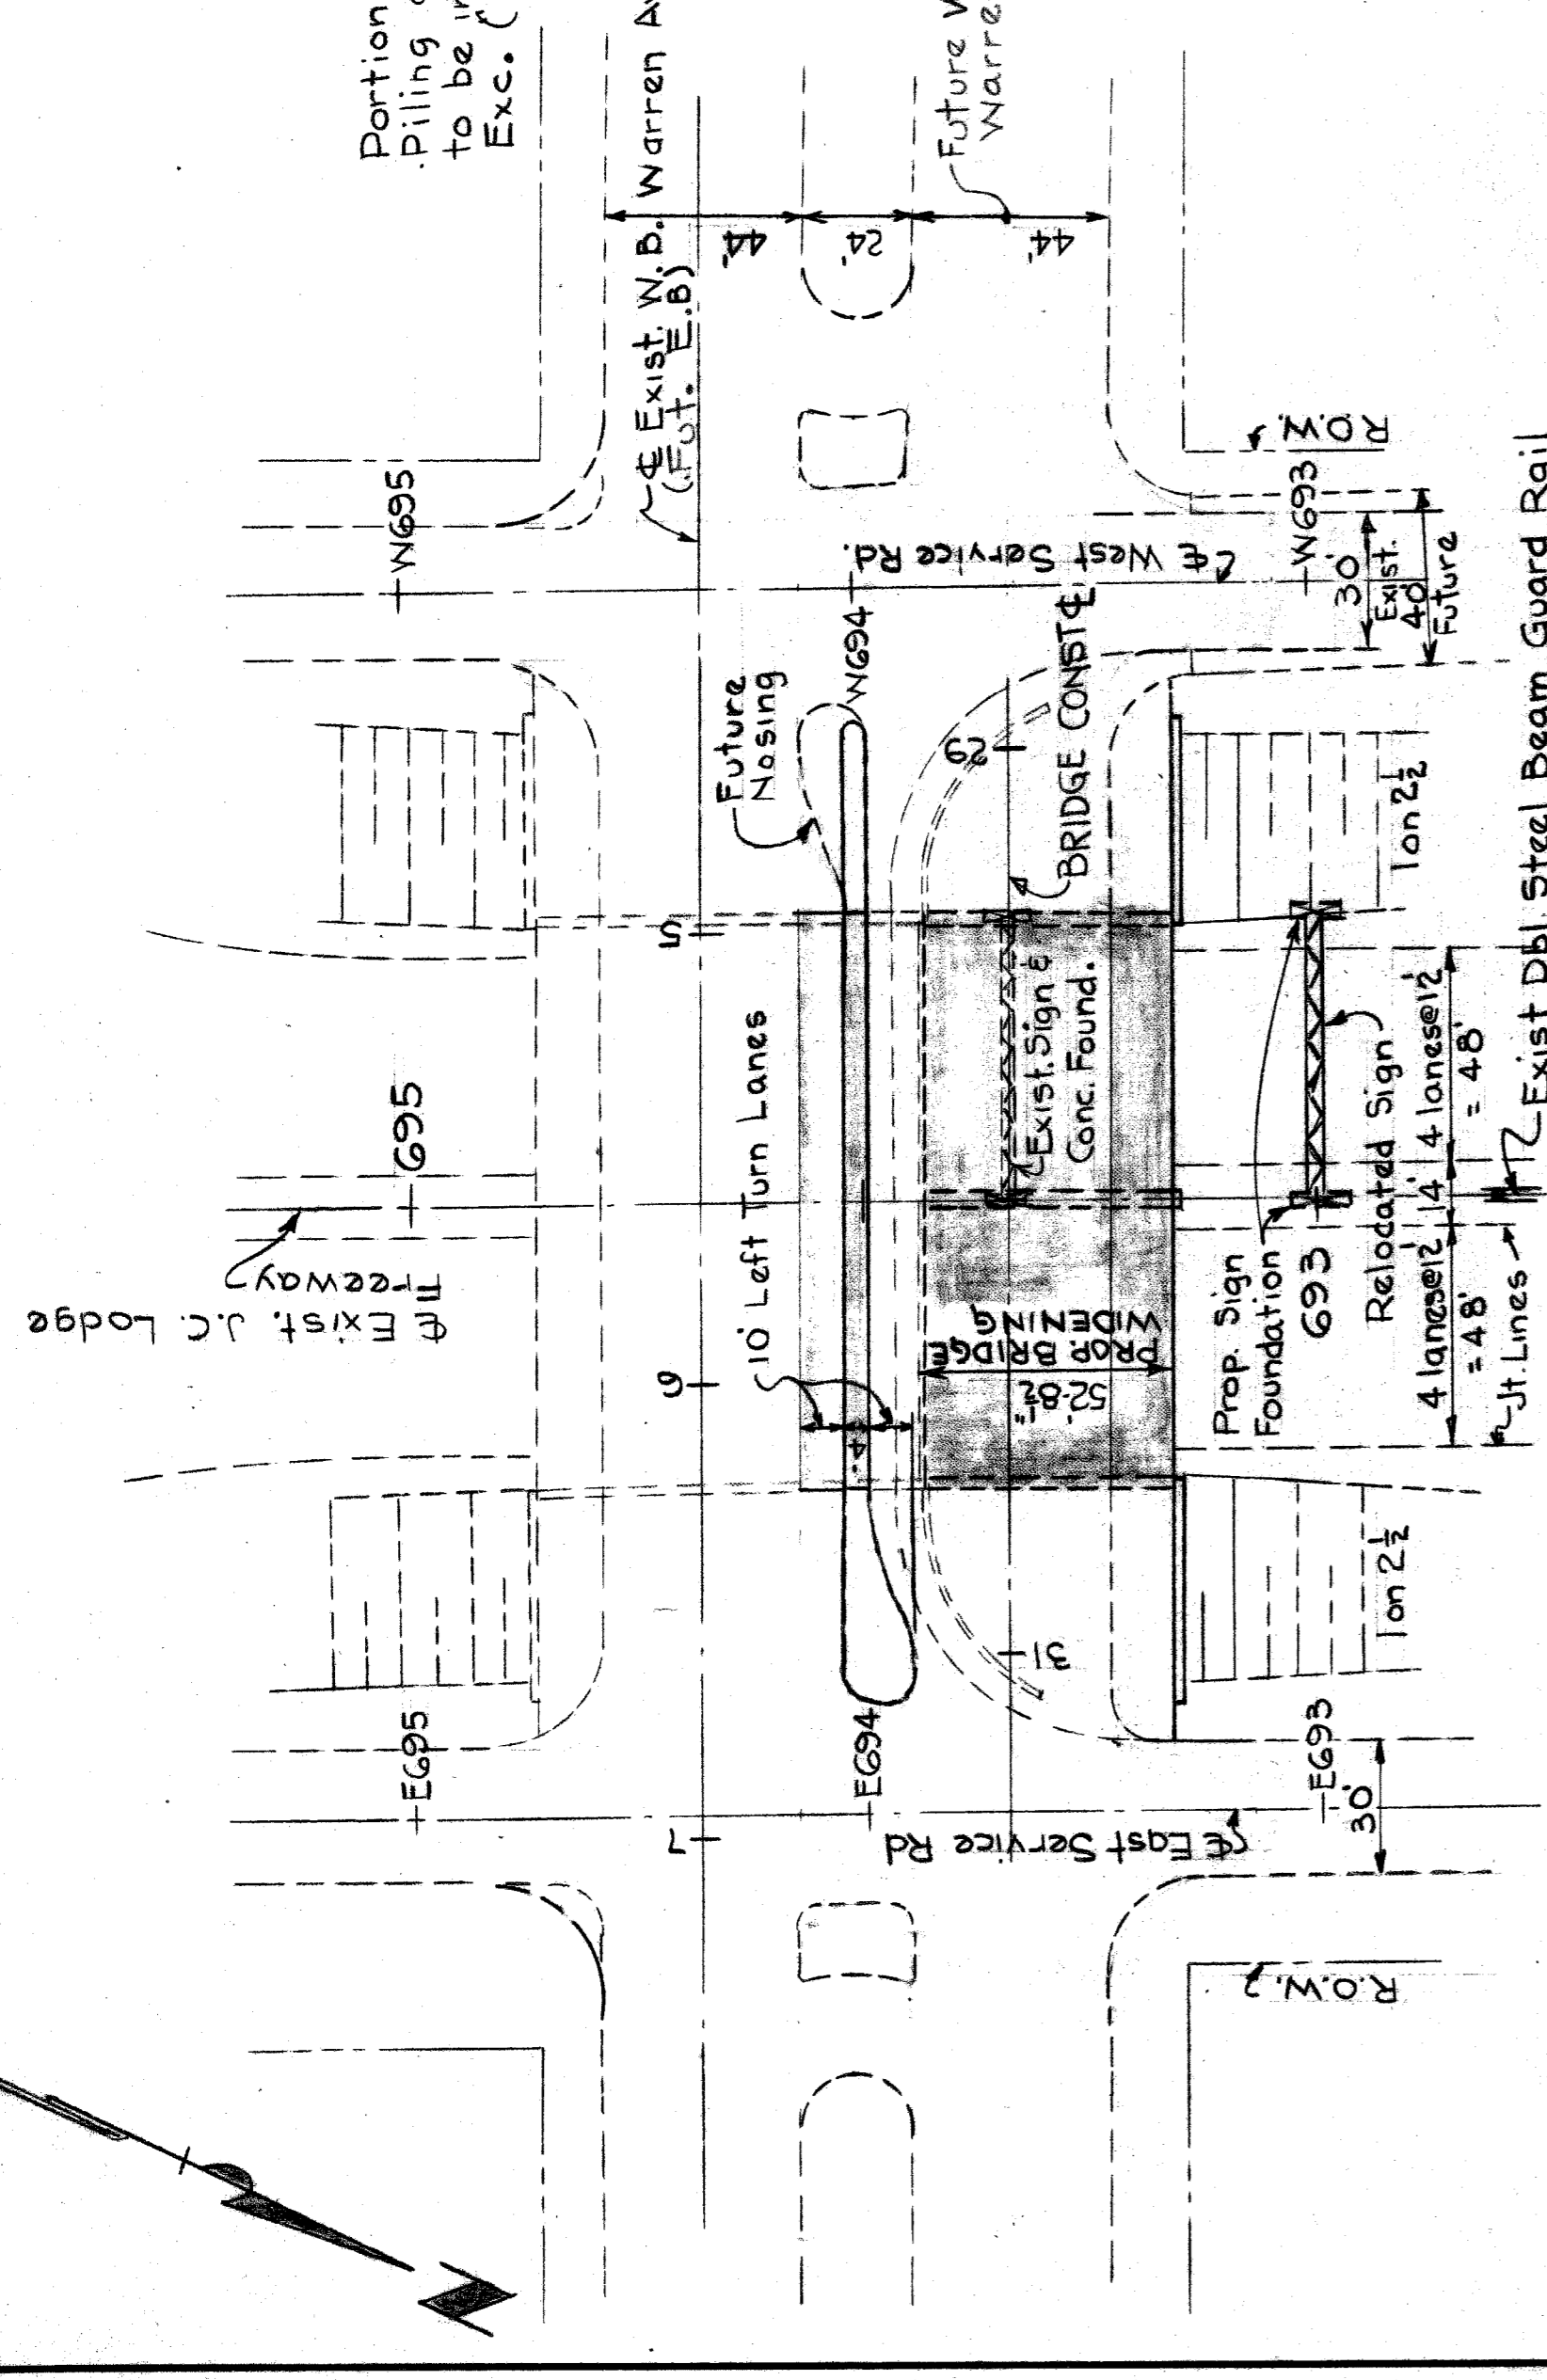 Portion
Piling
to be
Exc. (
℄ Exist. W.B. Warren
(Fut. E.B)
Future
Warre
44'
24'
44'
W695
W694
W693
℄ West Service Rd.
R.O.W.
30'
Exist.
40'
Future
Future
Nosing
29
BRIDGE CONST ℄
1 on 2½
5
Exist. Sign &
Conc. Found.
10' Left Turn Lanes
695
℄ Exist. J.C. Lodge
Freeway
6
4'
PROP. BRIDGE
WIDENING
52'-8½"
Prop. Sign
Foundation
693
Relocated Sign
4 lanes@12'
= 48'
14'
4 lanes@12'
= 48'
Jt. Lines
Exist Dbl Steel Beam Guard Rail
1 on 2½
31
E695
E694
E693
30'
7
℄ East Service Rd
R.O.W.
N